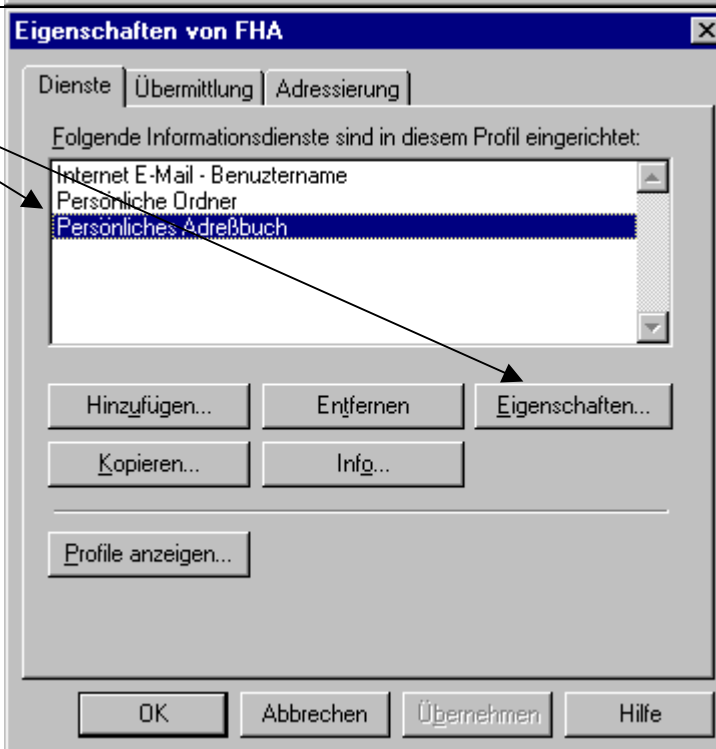 Eigenschaften von FHA
Dienste Übermittlung Adressierung
Folgende Informationsdienste sind in diesem Profil eingerichtet:
Internet E-Mail - Benuztername
Persönliche Ordner
Persönliches Adreßbuch
Hinzufügen... Entfernen Eigenschaften...
Kopieren... Info...
Profile anzeigen...
OK Abbrechen Übernehmen Hilfe